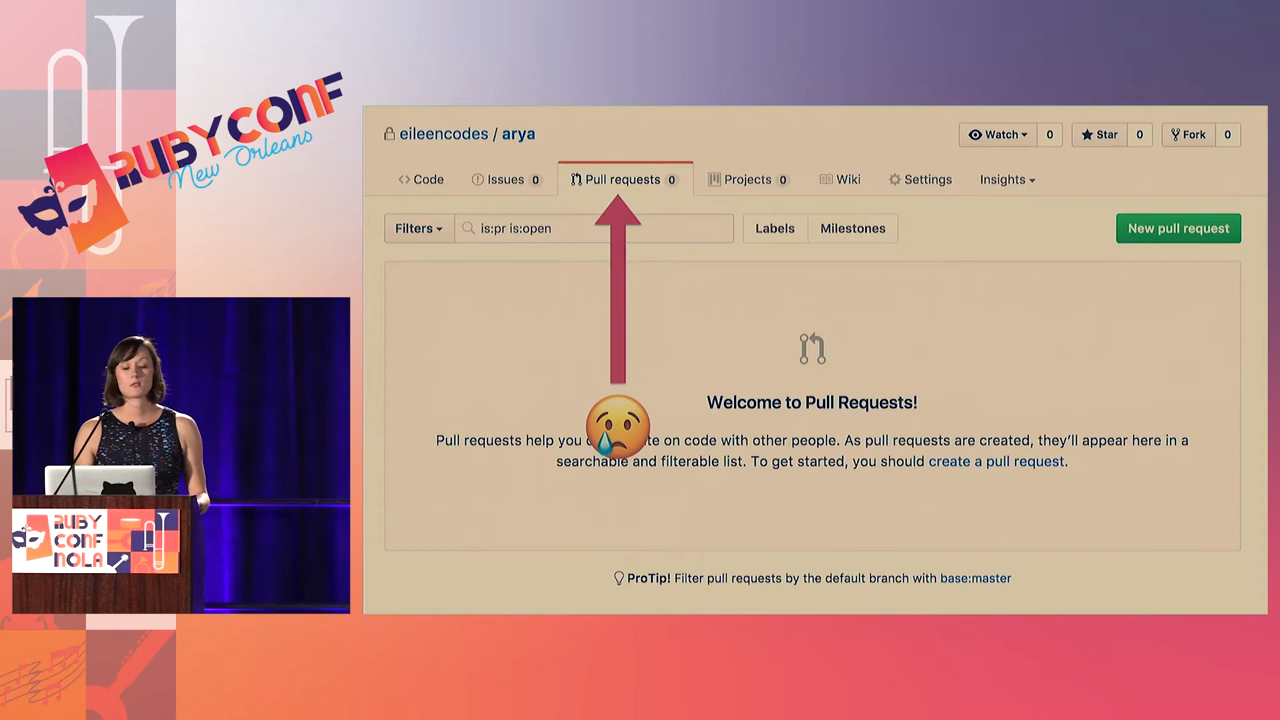 RUBYCONF
New Orleans
eileencodes / arya
Watch 0
Star 0
Fork 0
Code
Issues 0
Pull requests 0
Projects 0
Wiki
Settings
Insights
Filters
is:pr is:open
Labels
Milestones
New pull request
Welcome to Pull Requests!
Pull requests help you on code with other people. As pull requests are created, they'll appear here in a
searchable and filterable list. To get started, you should create a pull request.
ProTip! Filter pull requests by the default branch with base:master
RUBY
CONF
NOLA